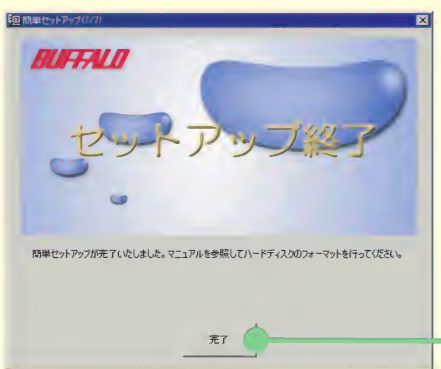 簡単セットアップ(7/7)
BUFFALO
セットアップ終了
簡単セットアップが完了いたしました。マニュアルを参照してハードディスクのフォーマットを行ってください。
完了